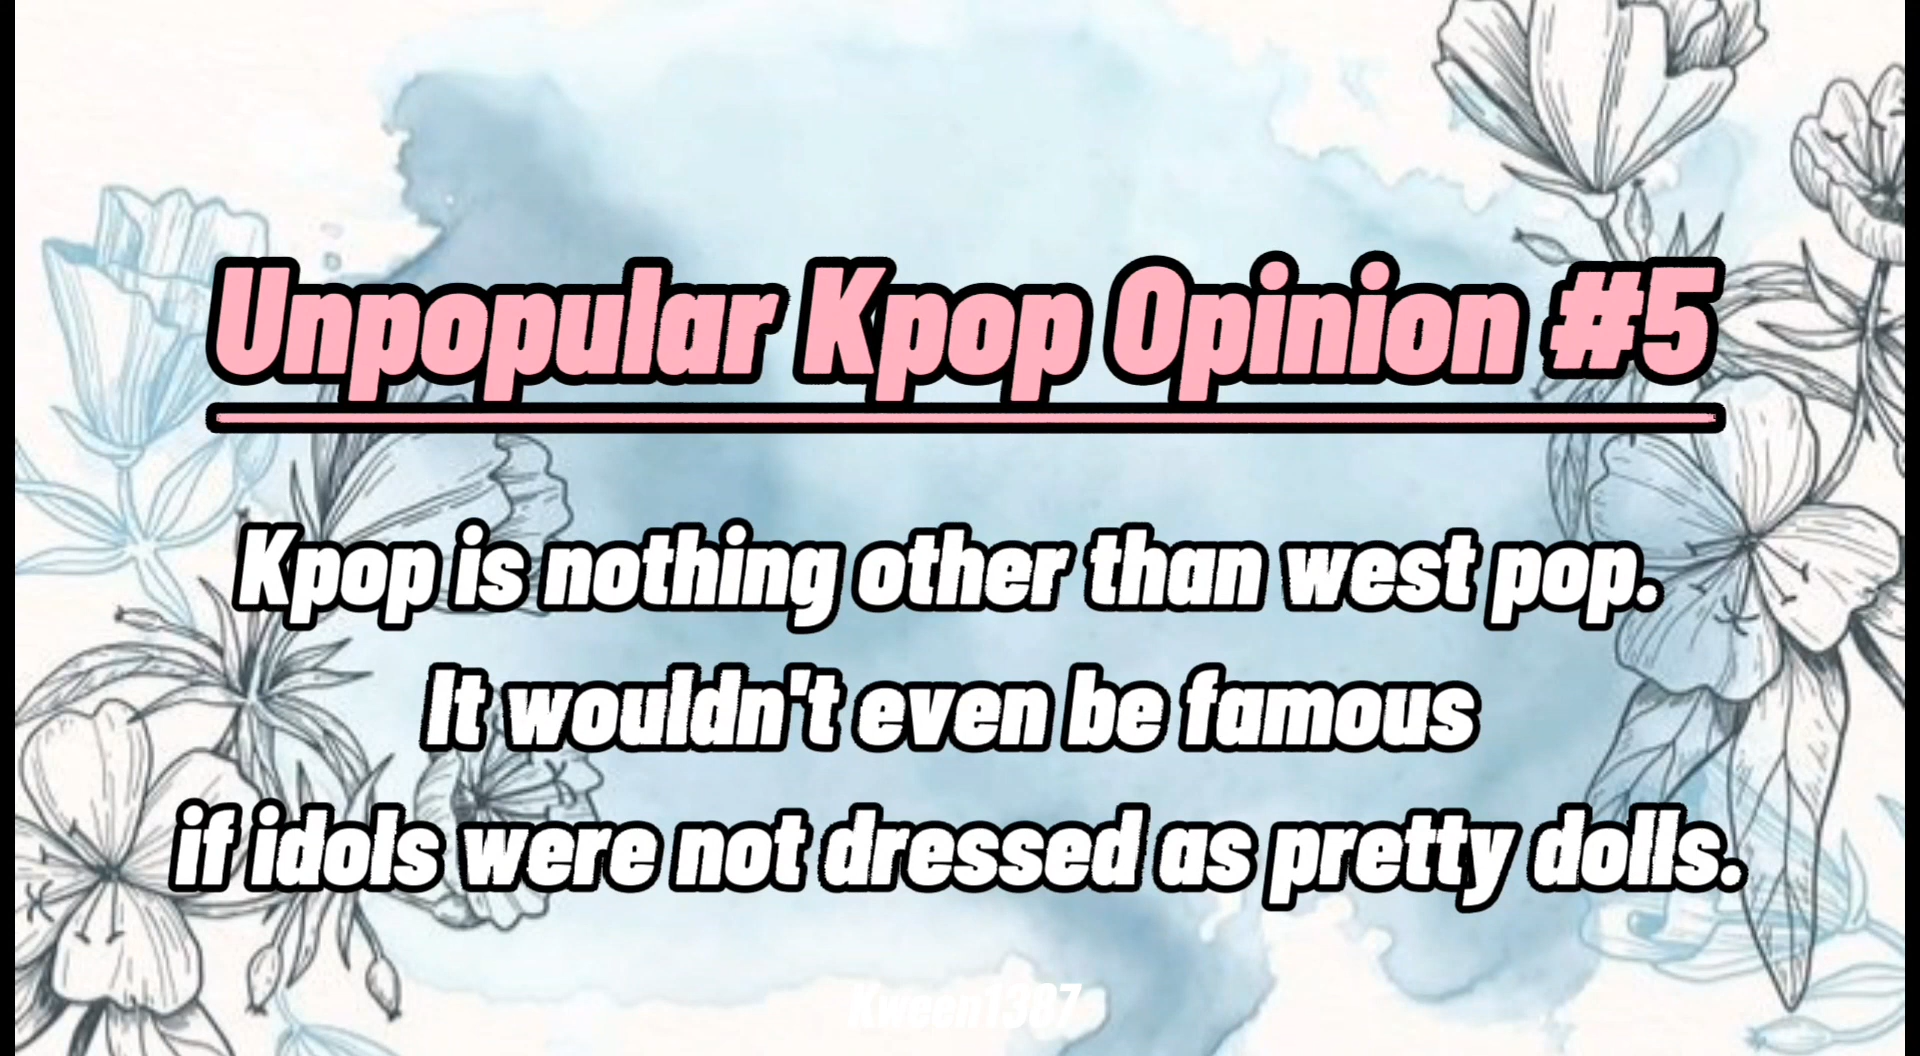 Unpopular Kpop Opinion #5
Kpop is nothing other than west pop.
It wouldn't even be famous
if idols were not dressed as pretty dolls.
Kween1387